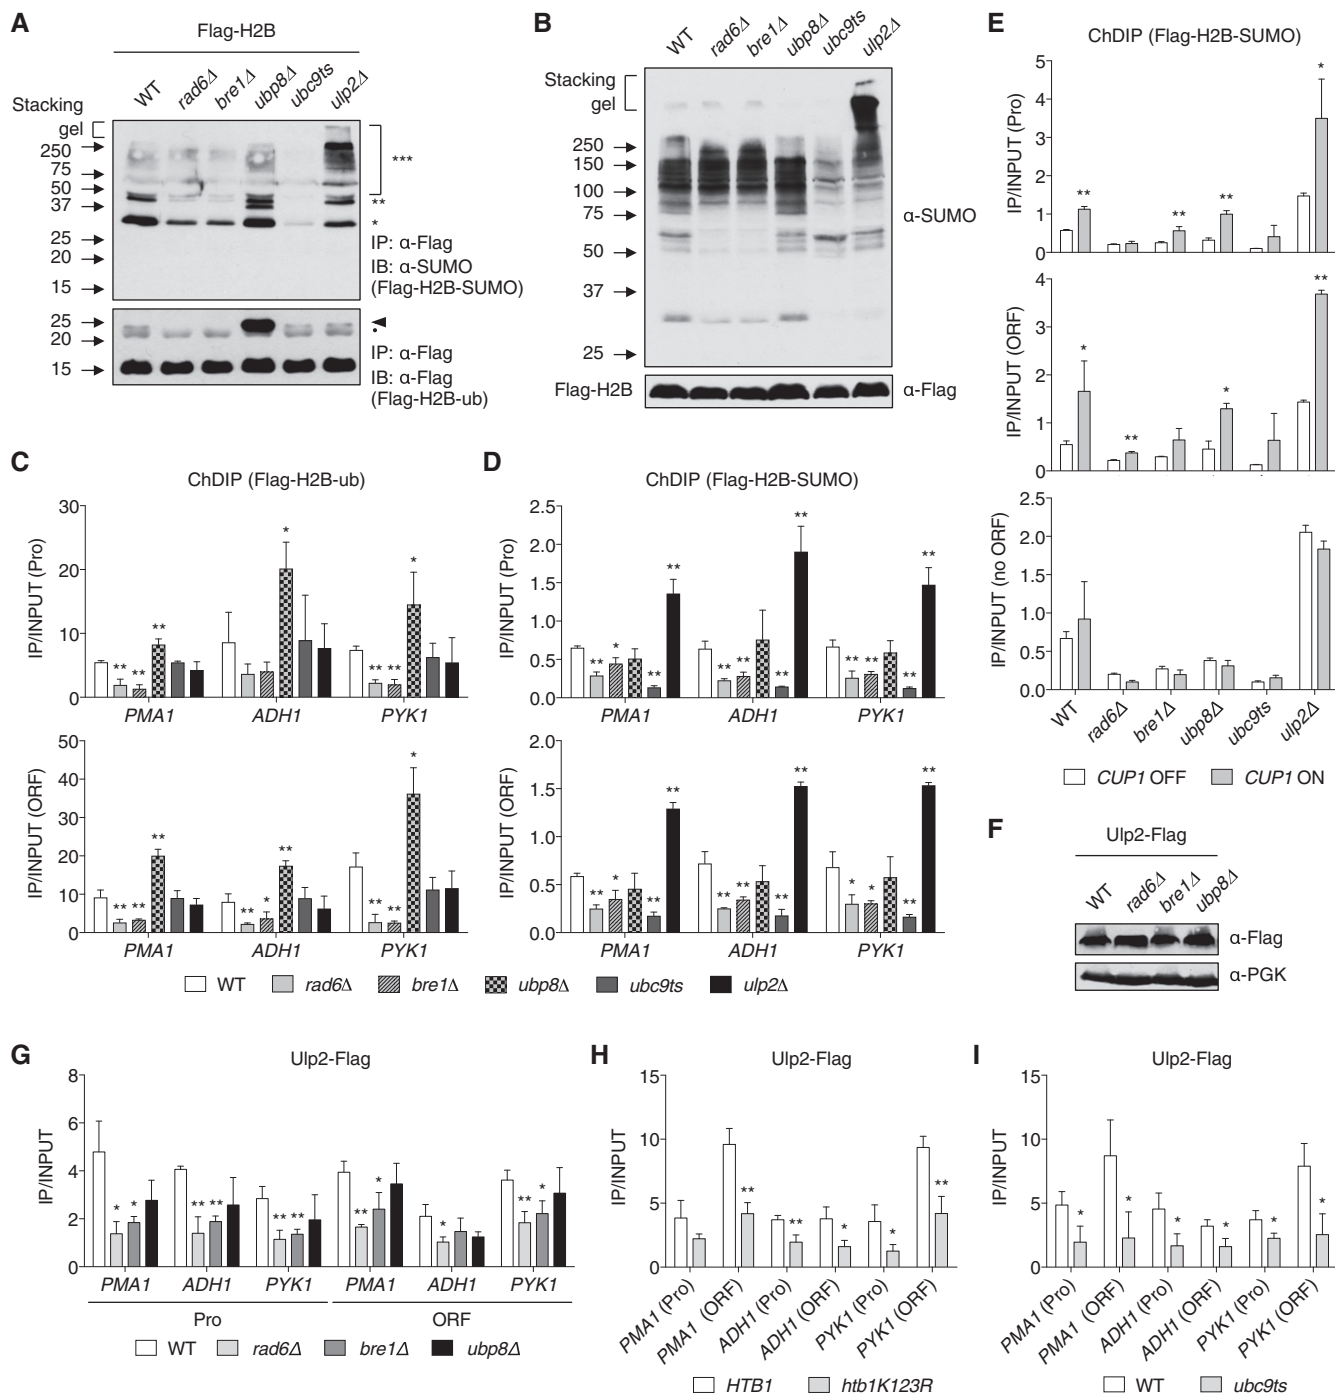 A
Flag-H2B
WT rad6Δ bre1Δ ubp8Δ ubc9ts ulp2Δ
Stacking
gel
250
75
50
37
25
20
15
***
**
*
IP: α-Flag
IB: α-SUMO
(Flag-H2B-SUMO)
25
20
15
IP: α-Flag
IB: α-Flag
(Flag-H2B-ub)
B
WT rad6Δ bre1Δ ubp8Δ ubc9ts ulp2Δ
Stacking
gel
250
150
100
75
50
37
25
α-SUMO
Flag-H2B
α-Flag
C
ChDIP (Flag-H2B-ub)
IP/INPUT (Pro)
30
20
10
0
** ** ** * ** ** *
PMA1 ADH1 PYK1
IP/INPUT (ORF)
50
40
30
20
10
0
** ** ** ** * ** ** ** *
PMA1 ADH1 PYK1
D
ChDIP (Flag-H2B-SUMO)
IP/INPUT (Pro)
2.5
2.0
1.5
1.0
0.5
0.0
** * ** ** ** ** ** ** ** ** ** **
PMA1 ADH1 PYK1
IP/INPUT (ORF)
2.0
1.5
1.0
0.5
0.0
** * ** ** ** ** ** ** * * ** **
PMA1 ADH1 PYK1
WT rad6Δ bre1Δ ubp8Δ ubc9ts ulp2Δ
E
ChDIP (Flag-H2B-SUMO)
IP/INPUT (Pro)
5
4
3
2
1
0
** ** ** *
IP/INPUT (ORF)
4
3
2
1
0
* ** * **
IP/INPUT (no ORF)
2.5
2.0
1.5
1.0
0.5
0.0
WT rad6Δ bre1Δ ubp8Δ ubc9ts ulp2Δ
CUP1 OFF CUP1 ON
F
Ulp2-Flag
WT rad6Δ bre1Δ ubp8Δ
α-Flag
α-PGK
G
Ulp2-Flag
IP/INPUT
8
6
4
2
0
* * ** ** ** ** ** * * ** *
PMA1 ADH1 PYK1 PMA1 ADH1 PYK1
Pro ORF
WT rad6Δ bre1Δ ubp8Δ
H
Ulp2-Flag
IP/INPUT
15
10
5
0
** ** * * **
PMA1 (Pro) PMA1 (ORF) ADH1 (Pro) ADH1 (ORF) PYK1 (Pro) PYK1 (ORF)
HTB1 htb1K123R
I
Ulp2-Flag
IP/INPUT
15
10
5
0
* * * * * *
PMA1 (Pro) PMA1 (ORF) ADH1 (Pro) ADH1 (ORF) PYK1 (Pro) PYK1 (ORF)
WT ubc9ts